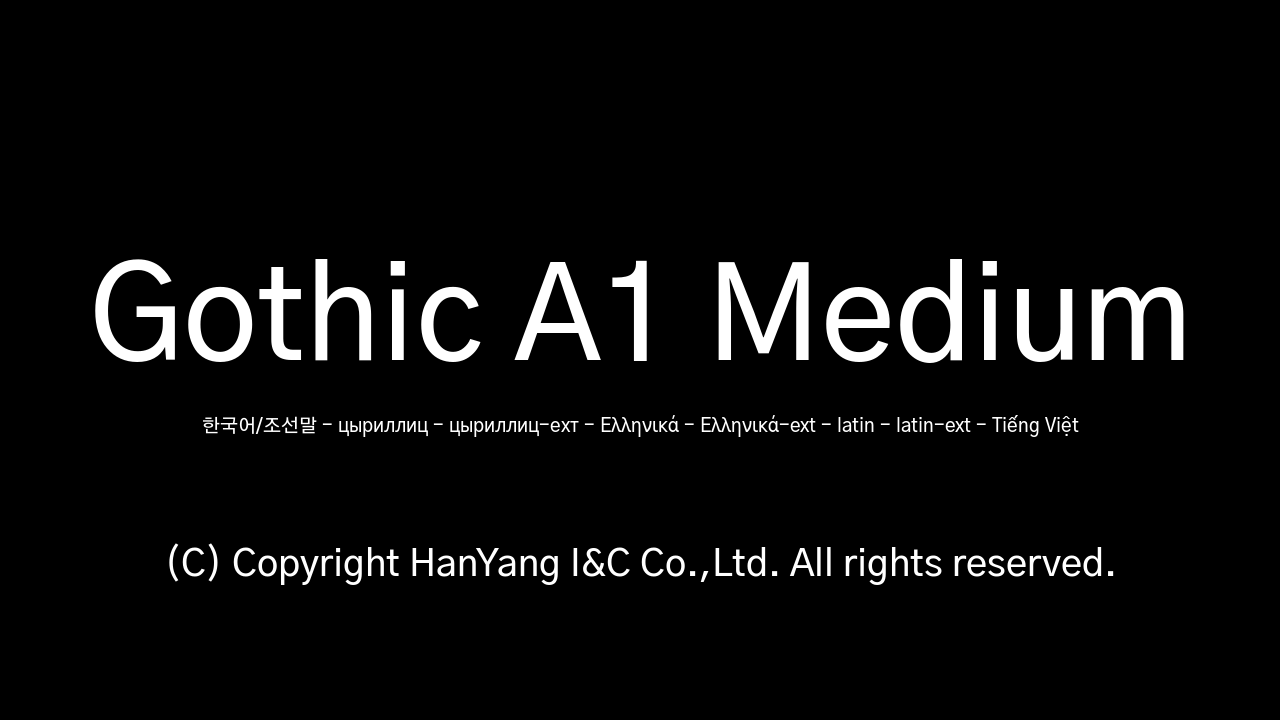 Gothic A1 Medium
한국어/조선말 - цыриллиц - цыриллиц-ехт - Ελληνικά - Ελληνικά-ext - latin - latin-ext - Tiếng Việt
(C) Copyright HanYang I&C Co.,Ltd. All rights reserved.